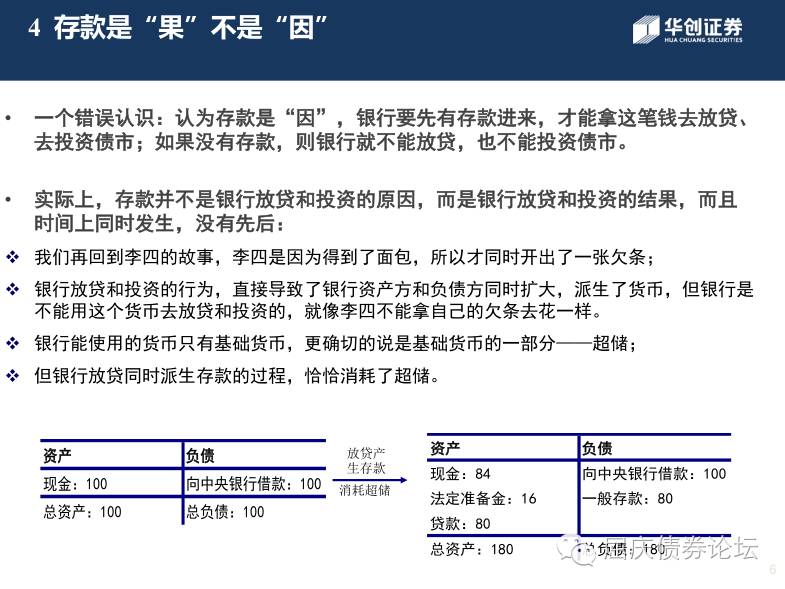 4 存款是“果”不是“因”
华创证券
HUA CHUANG SECURITIES
• 一个错误认识：认为存款是“因”，银行要先有存款进来，才能拿这笔钱去放贷、
去投资债市；如果没有存款，则银行就不能放贷，也不能投资债市。
• 实际上，存款并不是银行放贷和投资的原因，而是银行放贷和投资的结果，而且
时间上同时发生，没有先后：
❖ 我们再回到李四的故事，李四是因为得到了面包，所以才同时开出了一张欠条；
❖ 银行放贷和投资的行为，直接导致了银行资产方和负债方同时扩大，派生了货币，但银行是
不能用这个货币去放贷和投资的，就像李四不能拿自己的欠条去花一样。
❖ 银行能使用的货币只有基础货币，更确切的说是基础货币的一部分——超储；
❖ 但银行放贷同时派生存款的过程，恰恰消耗了超储。
资产 负债
现金：100 向中央银行借款：100
总资产：100 总负债：100
放贷产
生存款
消耗超储
资产 负债
现金：84 向中央银行借款：100
法定准备金：16 一般存款：80
贷款：80
总资产：180 总负债：180
屈庆债券论坛
6